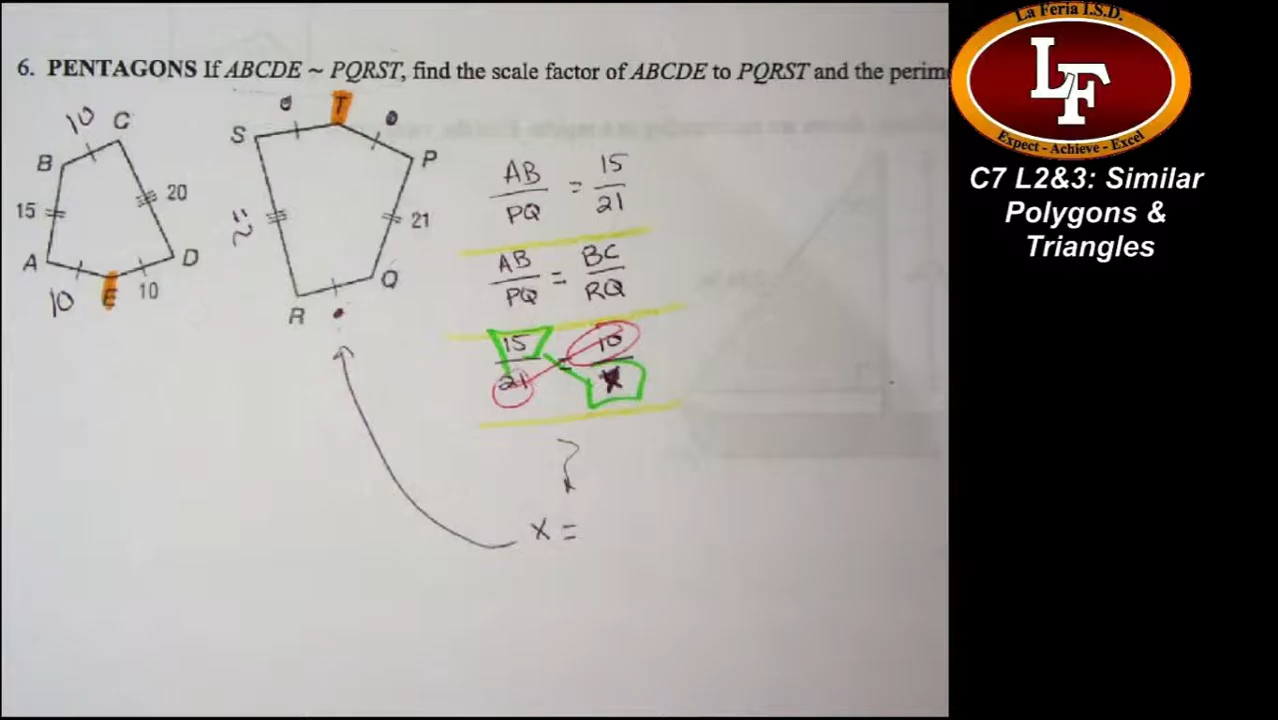 6. PENTAGONS If ABCDE ~ PQRST, find the scale factor of ABCDE to PQRST and the perim
La Feria I.S.D.
LF
Expect - Achieve - Excel
C7 L2&3: Similar
Polygons &
Triangles
10 C
B
15
20
A
D
10 E 10
S T P
21
Q
R
AB/PQ = 15/21
AB/PQ = BC/RQ
15/21 = 10/x
?
x =